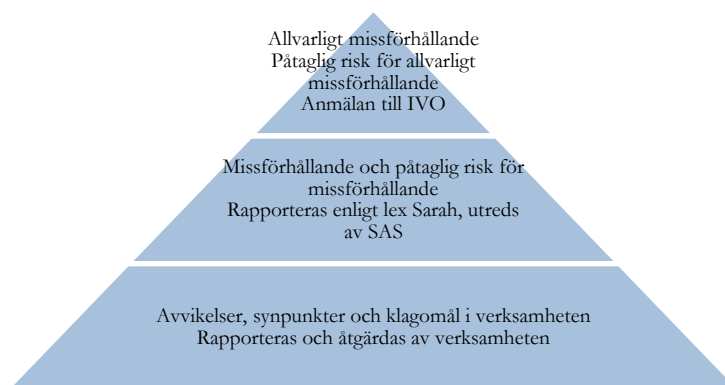 Allvarligt missförhållande
Påtaglig risk för allvarligt
missförhållande
Anmälan till IVO
Missförhållande och påtaglig risk för
missförhållande
Rapporteras enligt lex Sarah, utreds
av SAS
Avvikelser, synpunkter och klagomål i verksamheten
Rapporteras och åtgärdas av verksamheten